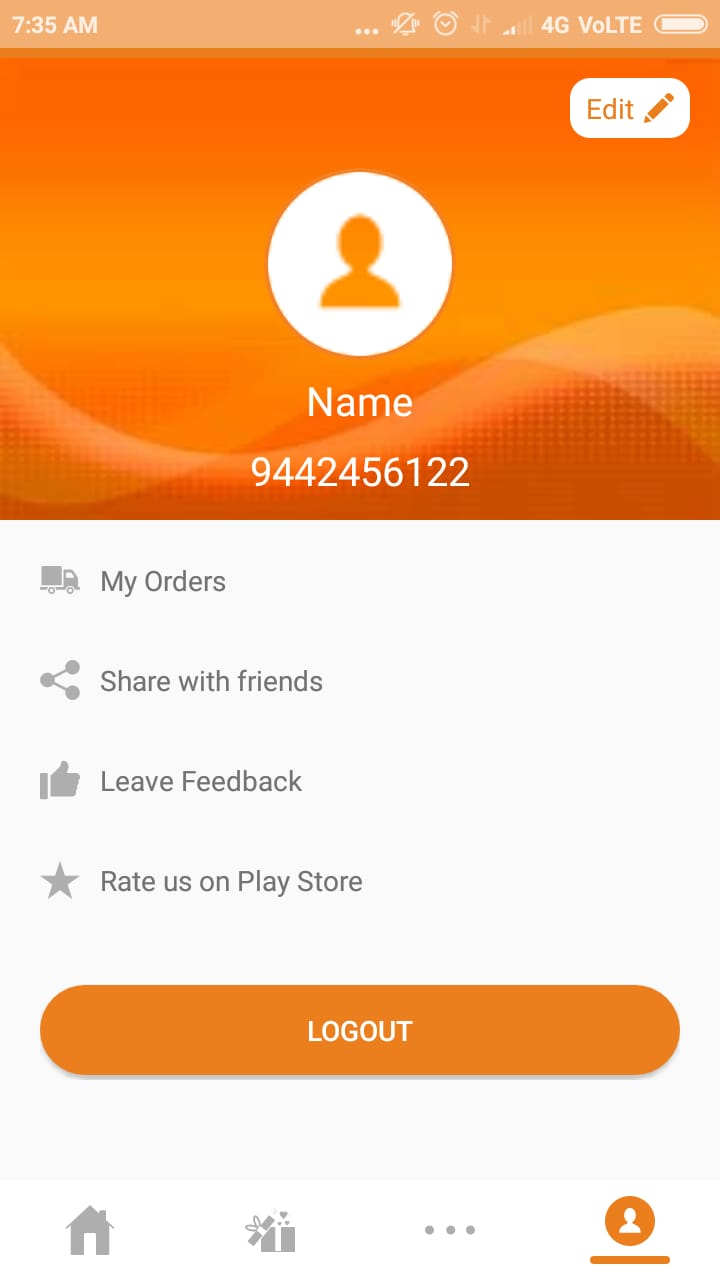 7:35 AM 4G VoLTE
Edit
Name
9442456122
My Orders
Share with friends
Leave Feedback
Rate us on Play Store
LOGOUT